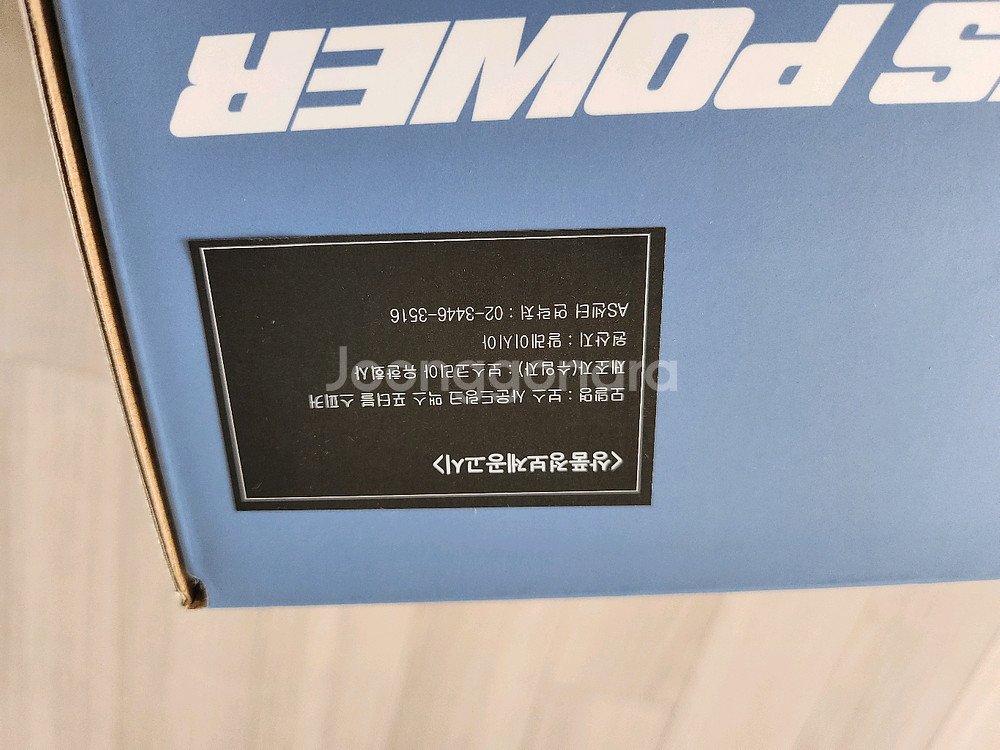 S POWER
<상품정보제공고시>
모델명 : 보스 사운드링크 맥스 포터블 스피커
제조자(수입자) : 보스코리아 유한회사
원산지 : 말레이시아
AS센터 연락처 : 02-3446-3516
Joonggonara